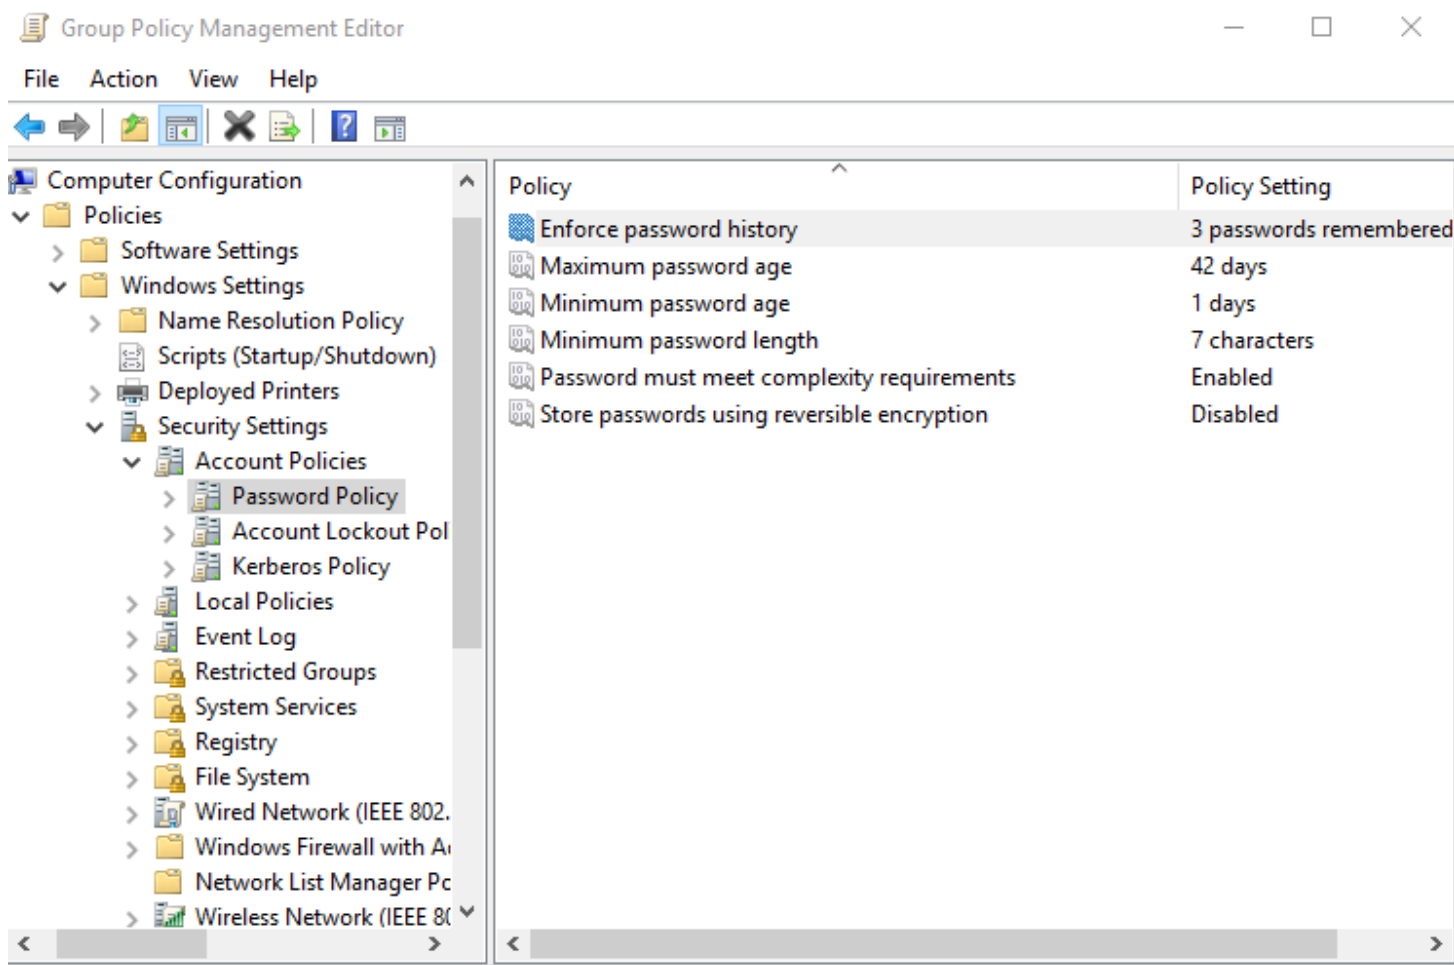 Group Policy Management Editor
File Action View Help
Computer Configuration
Policies
Software Settings
Windows Settings
Name Resolution Policy
Scripts (Startup/Shutdown)
Deployed Printers
Security Settings
Account Policies
Password Policy
Account Lockout Pol
Kerberos Policy
Local Policies
Event Log
Restricted Groups
System Services
Registry
File System
Wired Network (IEEE 802.
Windows Firewall with A
Network List Manager Pc
Wireless Network (IEEE 80
Policy Policy Setting
Enforce password history 3 passwords remembered
Maximum password age 42 days
Minimum password age 1 days
Minimum password length 7 characters
Password must meet complexity requirements Enabled
Store passwords using reversible encryption Disabled